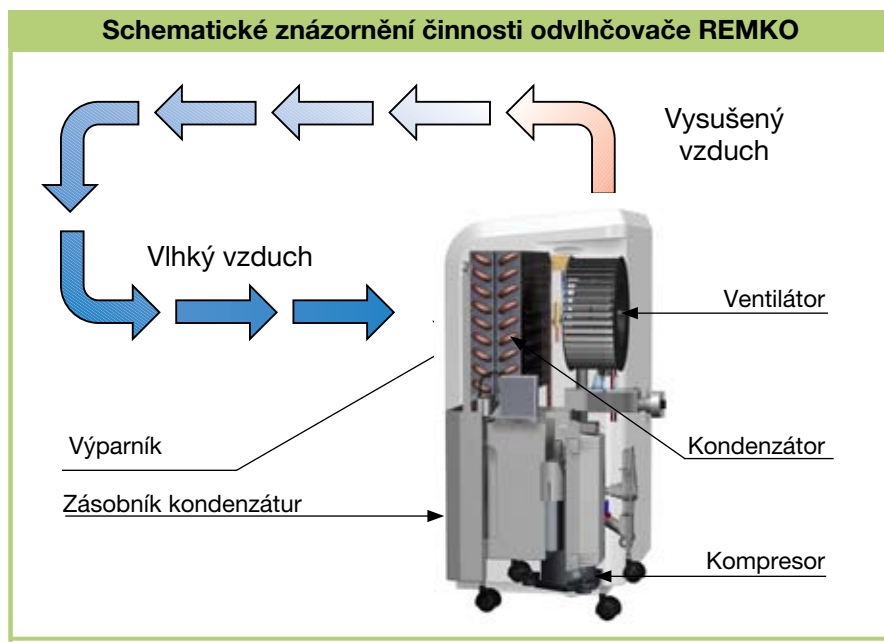 Schematické znázornění činnosti odvlhčovače REMKO
Vysušený
vzduch
Vlhký vzduch
Ventilátor
Výparník
Kondenzátor
Zásobník kondenzátur
Kompresor